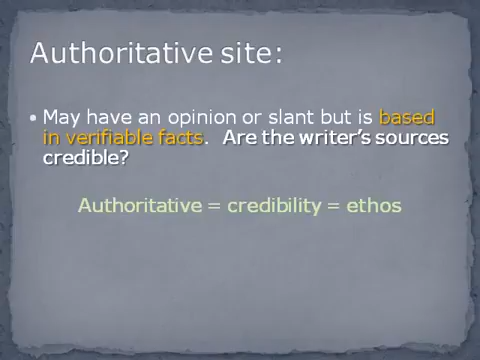 Authoritative site:
• May have an opinion or slant but is based
in verifiable facts.  Are the writer's sources
credible?
Authoritative = credibility = ethos